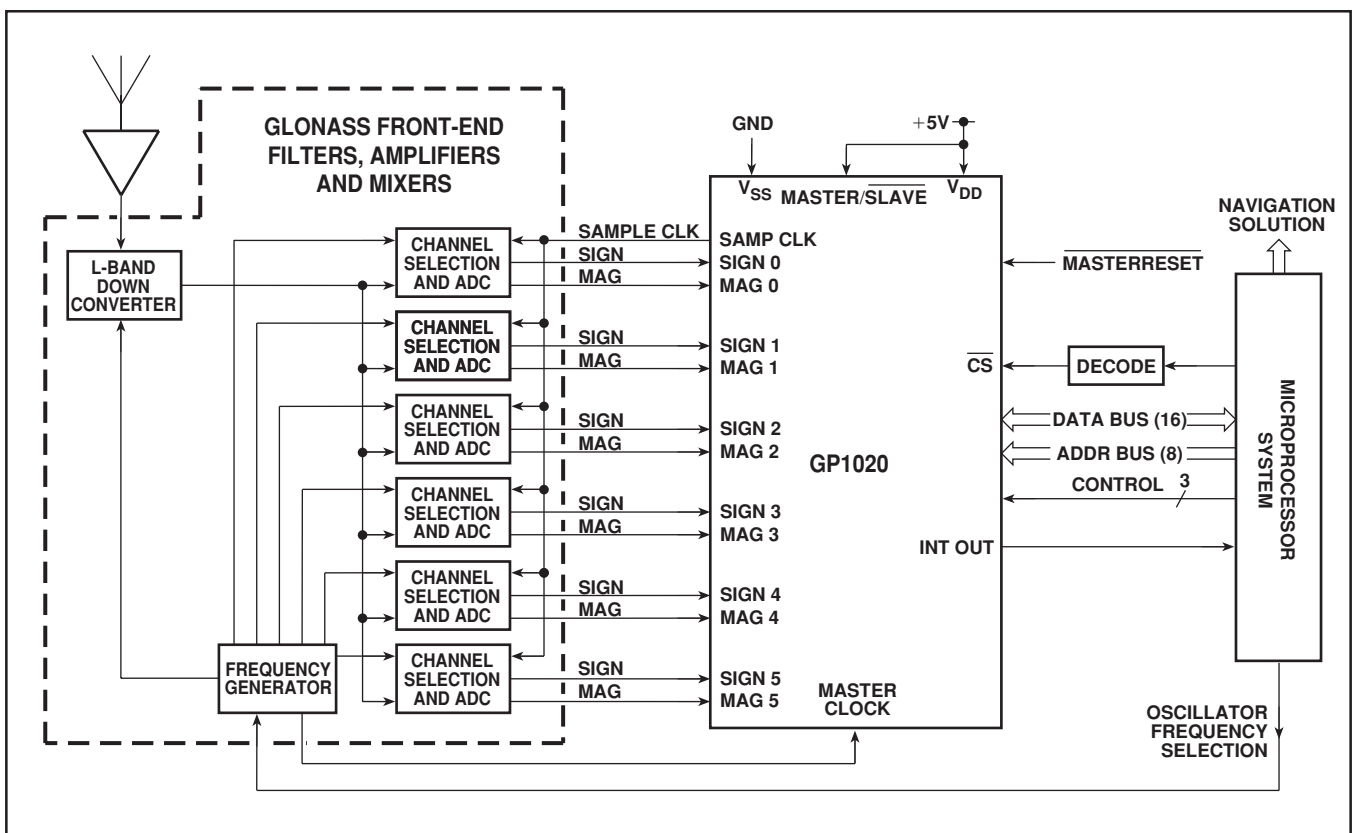 GLONASS FRONT-END
FILTERS, AMPLIFIERS
AND MIXERS
L-BAND
DOWN
CONVERTER
CHANNEL
SELECTION
AND ADC
CHANNEL
SELECTION
AND ADC
CHANNEL
SELECTION
AND ADC
CHANNEL
SELECTION
AND ADC
CHANNEL
SELECTION
AND ADC
CHANNEL
SELECTION
AND ADC
FREQUENCY
GENERATOR
SAMPLE CLK
SIGN
MAG
SIGN
MAG
SIGN
MAG
SIGN
MAG
SIGN
MAG
SIGN
MAG
GND
+5V
VSS
MASTER/SLAVE
VDD
SAMP CLK
SIGN 0
MAG 0
SIGN 1
MAG 1
SIGN 2
MAG 2
SIGN 3
MAG 3
SIGN 4
MAG 4
SIGN 5
MAG 5
GP1020
CS
INT OUT
MASTER
CLOCK
MASTERRESET
DECODE
DATA BUS (16)
ADDR BUS (8)
CONTROL 3
NAVIGATION
SOLUTION
MICROPROCESSOR
SYSTEM
OSCILLATOR
FREQUENCY
SELECTION